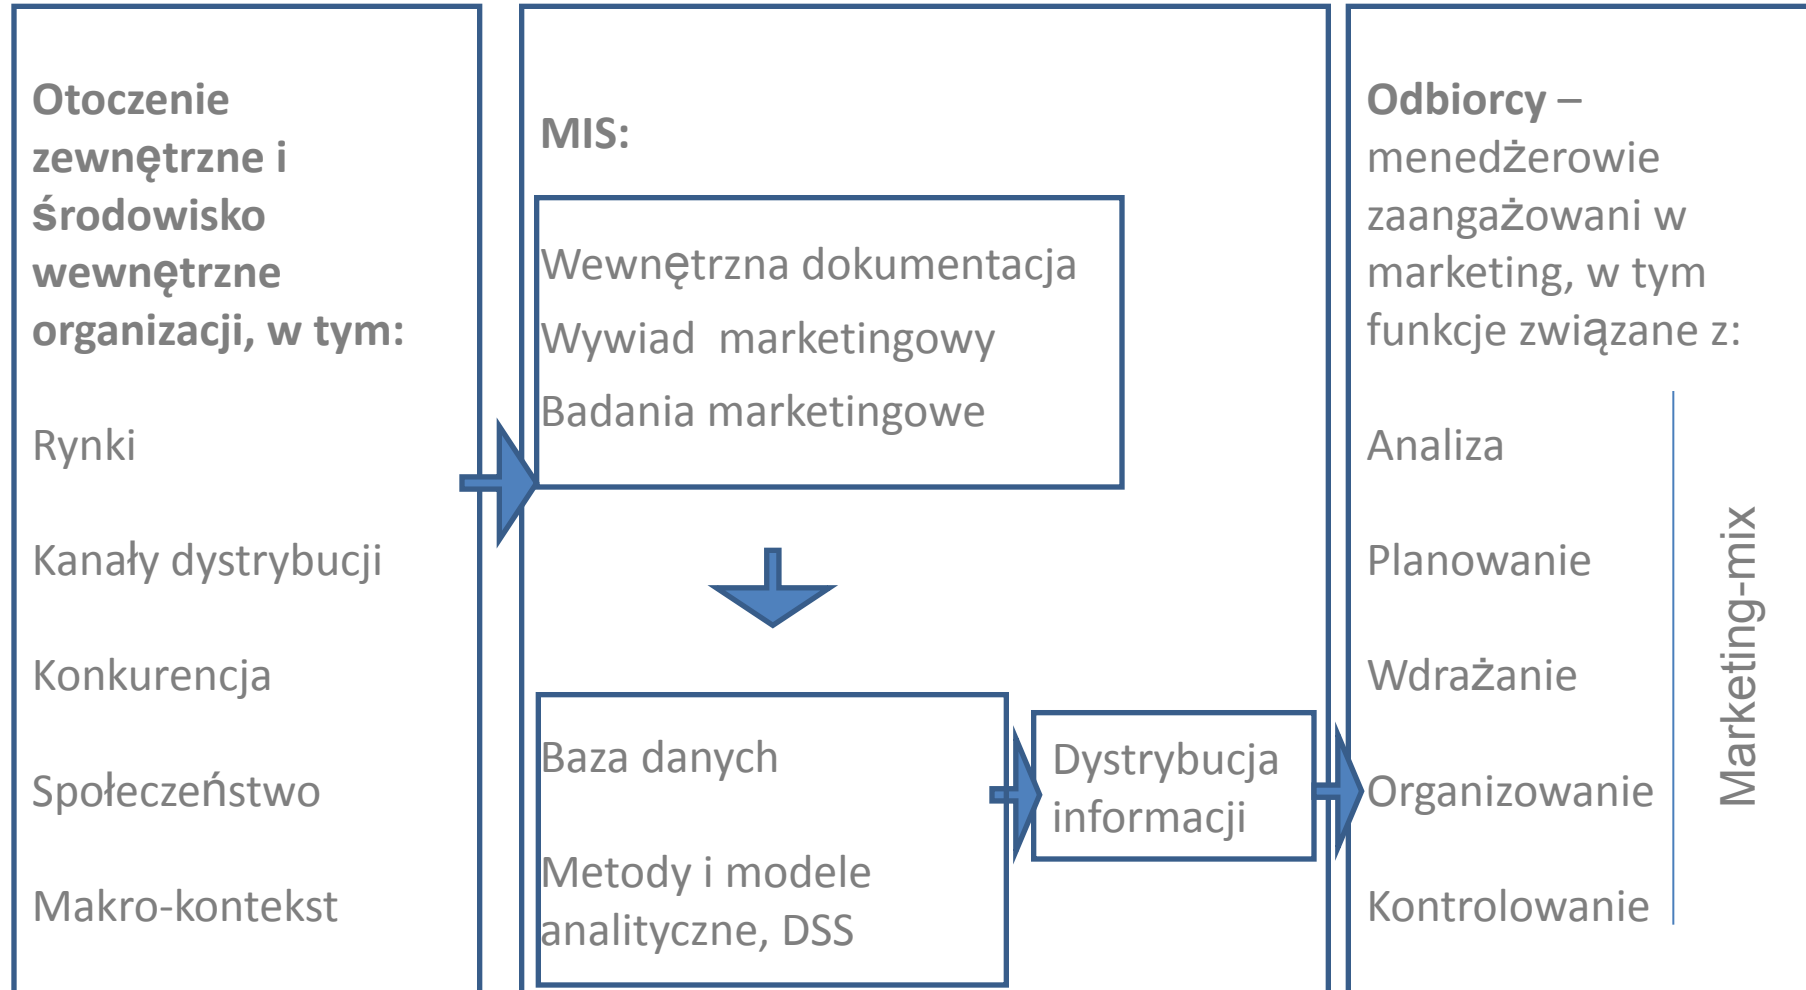 Otoczenie
zewnętrzne i
środowisko
wewnętrzne
organizacji, w tym:
Rynki
Kanały dystrybucji
Konkurencja
Społeczeństwo
Makro-kontekst
MIS:
Wewnętrzna dokumentacja
Wywiad marketingowy
Badania marketingowe
Baza danych
Metody i modele
analityczne, DSS
Dystrybucja
informacji
Odbiorcy –
menedżerowie
zaangażowani w
marketing, w tym
funkcje związane z:
Analiza
Planowanie
Wdrażanie
Organizowanie
Kontrolowanie
Marketing-mix